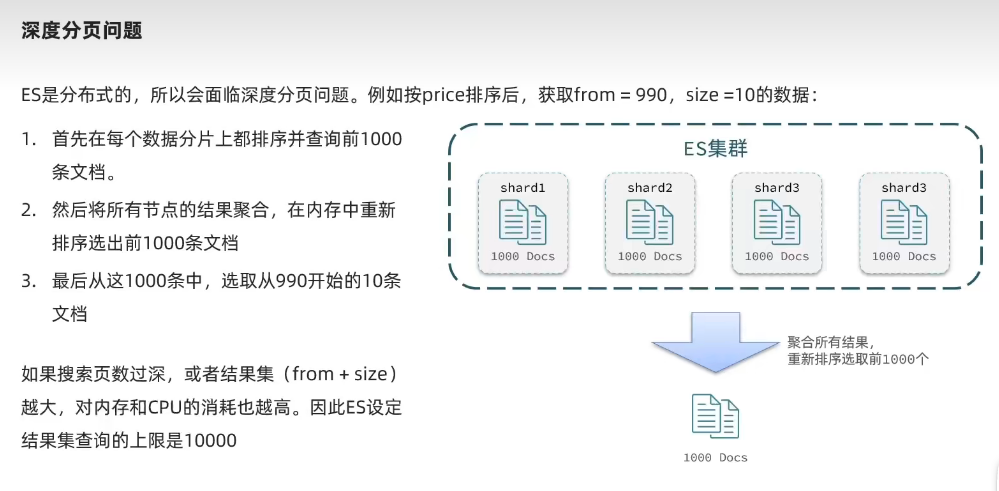 深度分页问题
ES是分布式的，所以会面临深度分页问题。例如按price排序后，获取from = 990，size =10的数据：
1. 首先在每个数据分片上都排序并查询前1000
条文档。
2. 然后将所有节点的结果聚合，在内存中重新
排序选出前1000条文档
3. 最后从这1000条中，选取从990开始的10条
文档
如果搜索页数过深，或者结果集（from + size）
越大，对内存和CPU的消耗也越高。因此ES设定
结果集查询的上限是10000
ES集群
shard1
1000 Docs
shard2
1000 Docs
shard3
1000 Docs
shard3
1000 Docs
聚合所有结果，
重新排序选取前1000个
1000 Docs